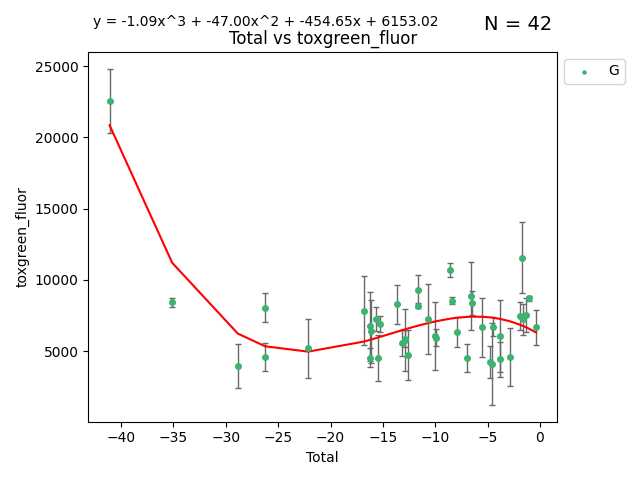 y = -1.09x^3 + -47.00x^2 + -454.65x + 6153.02
N = 42
Total vs toxgreen_fluor
G
25000
20000
15000
10000
5000
toxgreen_fluor
−40 −35 −30 −25 −20 −15 −10 −5 0
Total